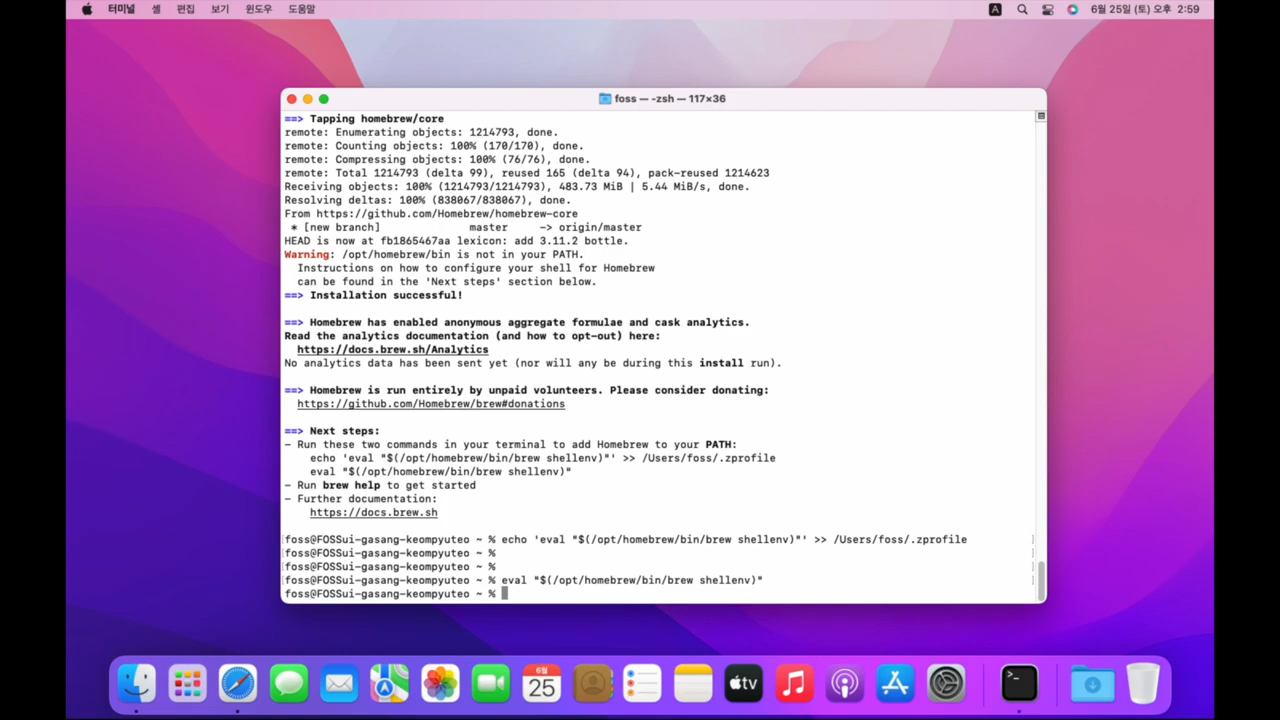 터미널 셸 편집 보기 윈도우 도움말 A 6월 25일 (토) 오후 2:59
foss — -zsh — 117×36
==> Tapping homebrew/core
remote: Enumerating objects: 1214793, done.
remote: Counting objects: 100% (170/170), done.
remote: Compressing objects: 100% (76/76), done.
remote: Total 1214793 (delta 99), reused 165 (delta 94), pack-reused 1214623
Receiving objects: 100% (1214793/1214793), 483.73 MiB | 5.44 MiB/s, done.
Resolving deltas: 100% (838067/838067), done.
From https://github.com/Homebrew/homebrew-core
 * [new branch]              master     -> origin/master
HEAD is now at fb1865467aa lexicon: add 3.11.2 bottle.
Warning: /opt/homebrew/bin is not in your PATH.
  Instructions on how to configure your shell for Homebrew
  can be found in the 'Next steps' section below.
==> Installation successful!
==> Homebrew has enabled anonymous aggregate formulae and cask analytics.
Read the analytics documentation (and how to opt-out) here:
  https://docs.brew.sh/Analytics
No analytics data has been sent yet (nor will any be during this install run).
==> Homebrew is run entirely by unpaid volunteers. Please consider donating:
  https://github.com/Homebrew/brew#donations
==> Next steps:
- Run these two commands in your terminal to add Homebrew to your PATH:
    echo 'eval "$(/opt/homebrew/bin/brew shellenv)"' >> /Users/foss/.zprofile
    eval "$(/opt/homebrew/bin/brew shellenv)"
- Run brew help to get started
- Further documentation:
    https://docs.brew.sh
foss@FOSSui-gasang-keompyuteo ~ % echo 'eval "$(/opt/homebrew/bin/brew shellenv)"' >> /Users/foss/.zprofile
foss@FOSSui-gasang-keompyuteo ~ %
foss@FOSSui-gasang-keompyuteo ~ %
foss@FOSSui-gasang-keompyuteo ~ % eval "$(/opt/homebrew/bin/brew shellenv)"
foss@FOSSui-gasang-keompyuteo ~ %
6월
25
tv
>_